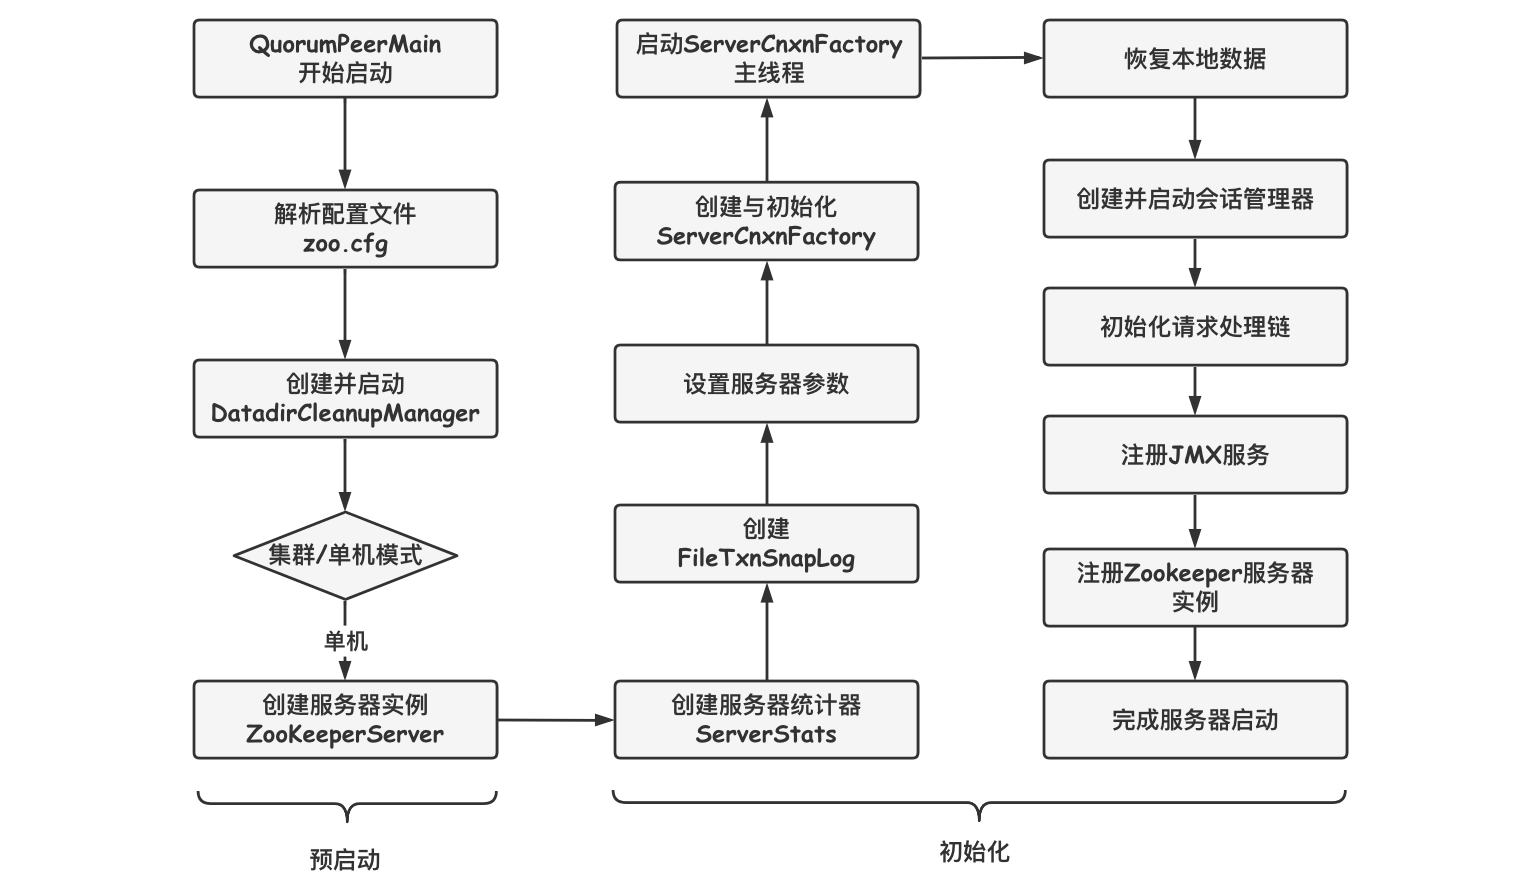 QuorumPeerMain
开始启动
解析配置文件
zoo.cfg
创建并启动
DatadirCleanupManager
集群/单机模式
单机
创建服务器实例
ZooKeeperServer
创建服务器统计器
ServerStats
创建
FileTxnSnapLog
设置服务器参数
创建与初始化
ServerCnxnFactory
启动ServerCnxnFactory
主线程
恢复本地数据
创建并启动会话管理器
初始化请求处理链
注册JMX服务
注册Zookeeper服务器
实例
完成服务器启动
预启动
初始化